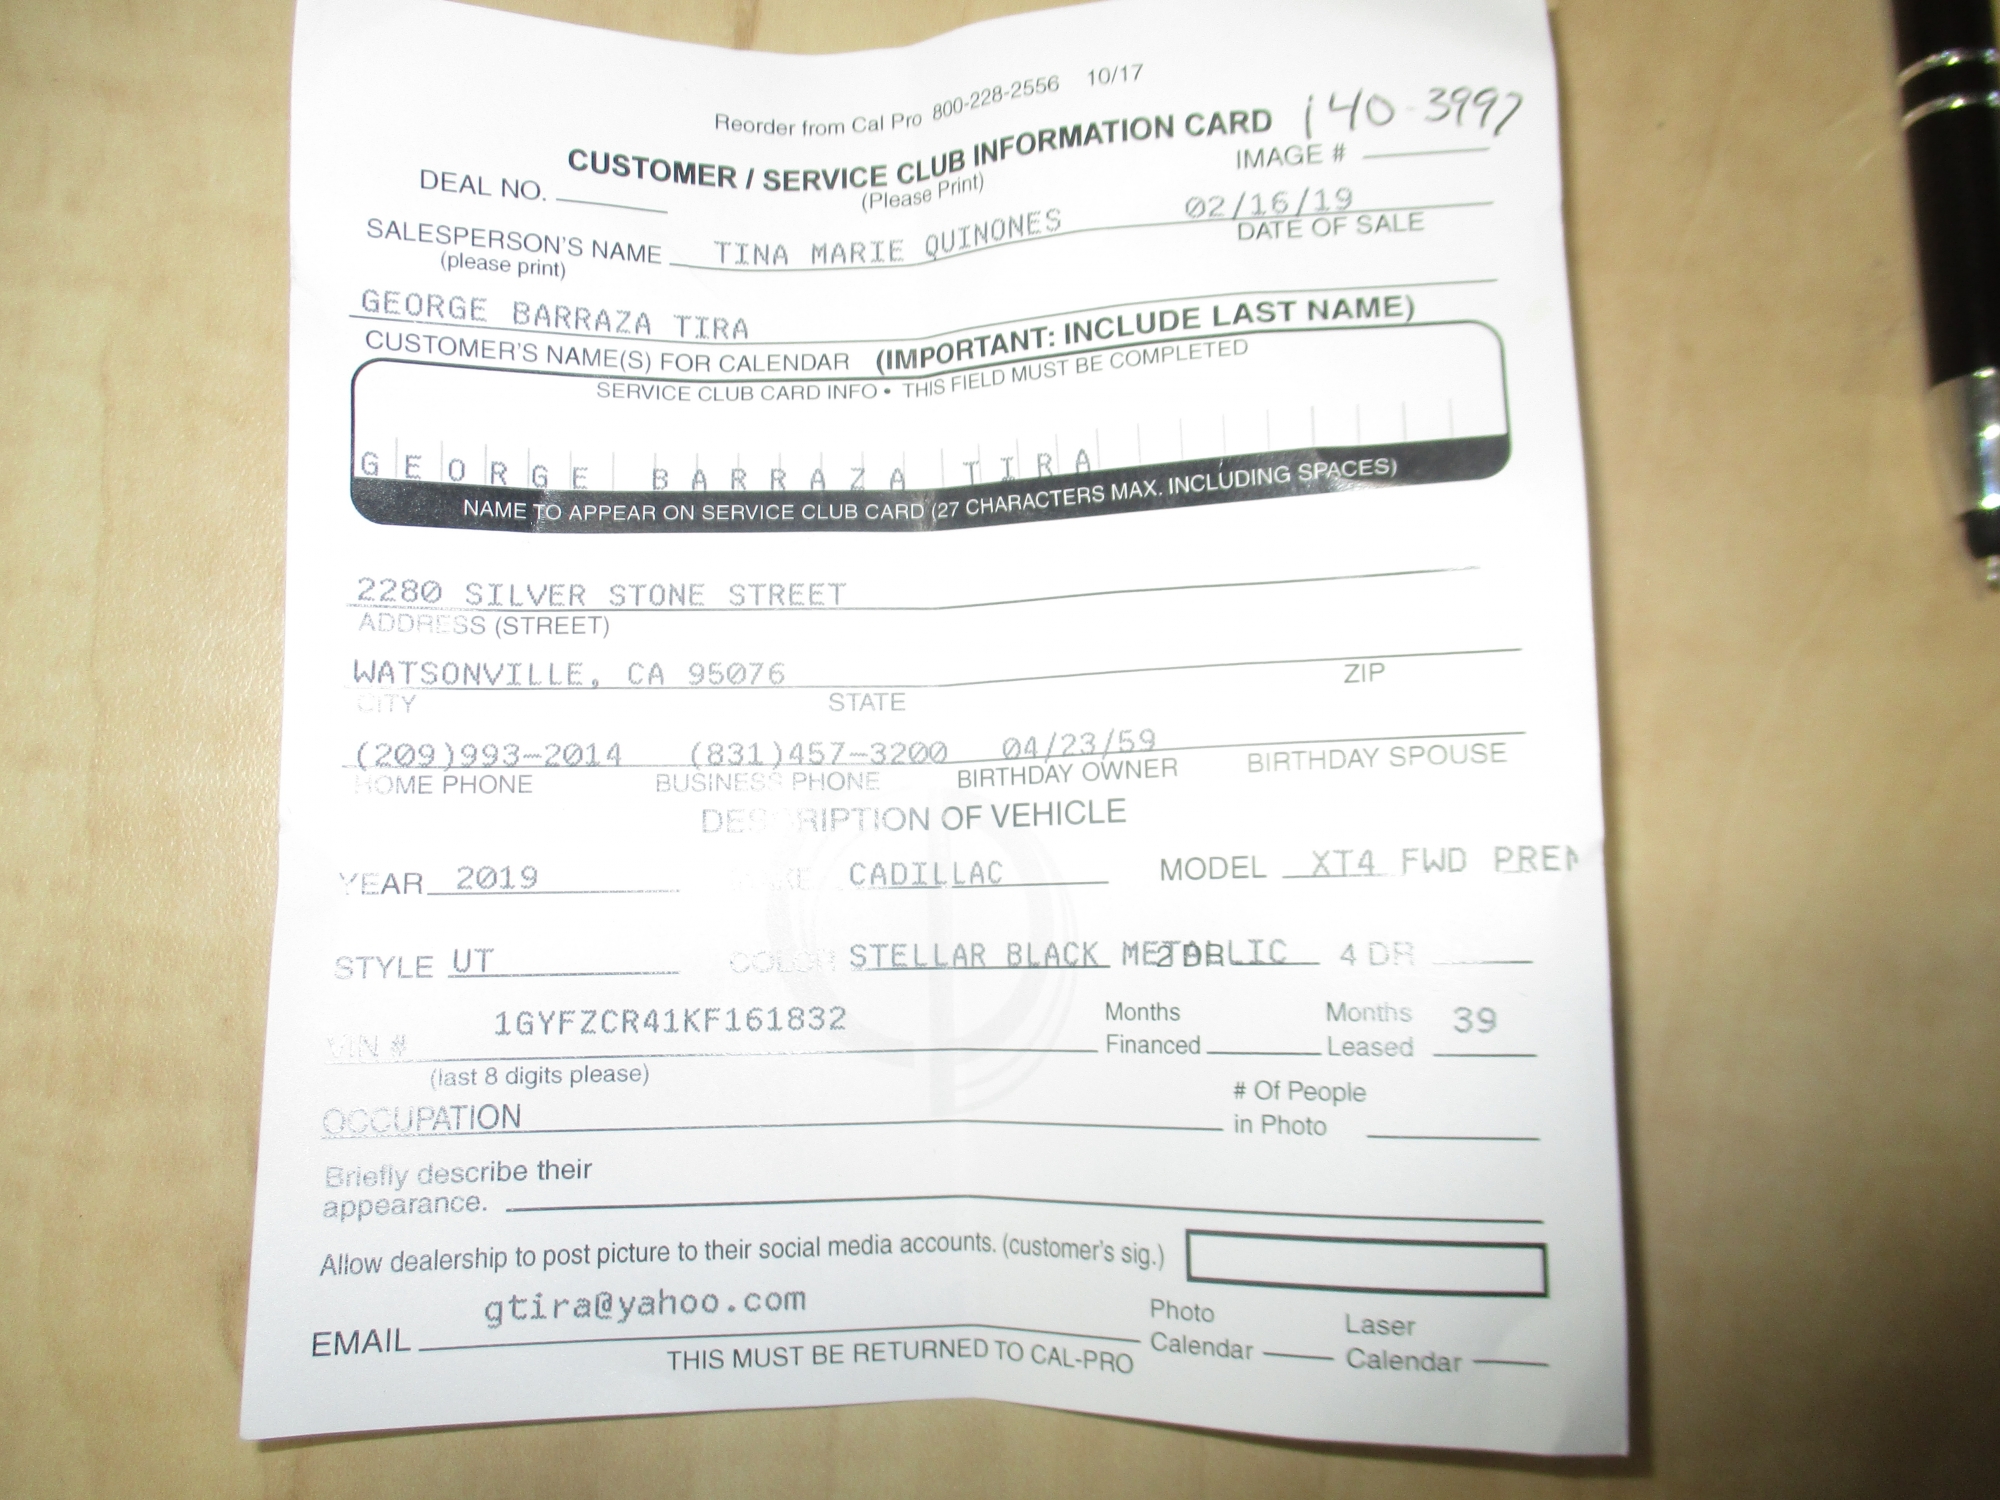 Reorder from Cal Pro 800-228-2556 10/17
CUSTOMER / SERVICE CLUB INFORMATION CARD 140-3997
(Please Print)
DEAL NO. IMAGE #
SALESPERSON'S NAME TINA MARIE QUINONES 02/16/19
(please print) DATE OF SALE
GEORGE BARRAZA TIRA
CUSTOMER'S NAME(S) FOR CALENDAR (IMPORTANT: INCLUDE LAST NAME)
SERVICE CLUB CARD INFO • THIS FIELD MUST BE COMPLETED
GEORGE BARRAZA TIRA
NAME TO APPEAR ON SERVICE CLUB CARD (27 CHARACTERS MAX. INCLUDING SPACES)
2280 SILVER STONE STREET
ADDRESS (STREET)
WATSONVILLE, CA 95076
CITY STATE ZIP
(209)993-2014 (831)457-3200 04/23/59
HOME PHONE BUSINESS PHONE BIRTHDAY OWNER BIRTHDAY SPOUSE
DESCRIPTION OF VEHICLE
YEAR 2019 MAKE CADILLAC MODEL XT4 FWD PREM
STYLE UT COLOR STELLAR BLACK METALLIC 2 DR 4 DR
VIN # 1GYFZCR41KF161832 Months Financed Months Leased 39
(last 8 digits please)
OCCUPATION # Of People in Photo
Briefly describe their
appearance.
Allow dealership to post picture to their social media accounts. (customer's sig.)
EMAIL gtira@yahoo.com Photo Calendar Laser Calendar
THIS MUST BE RETURNED TO CAL-PRO